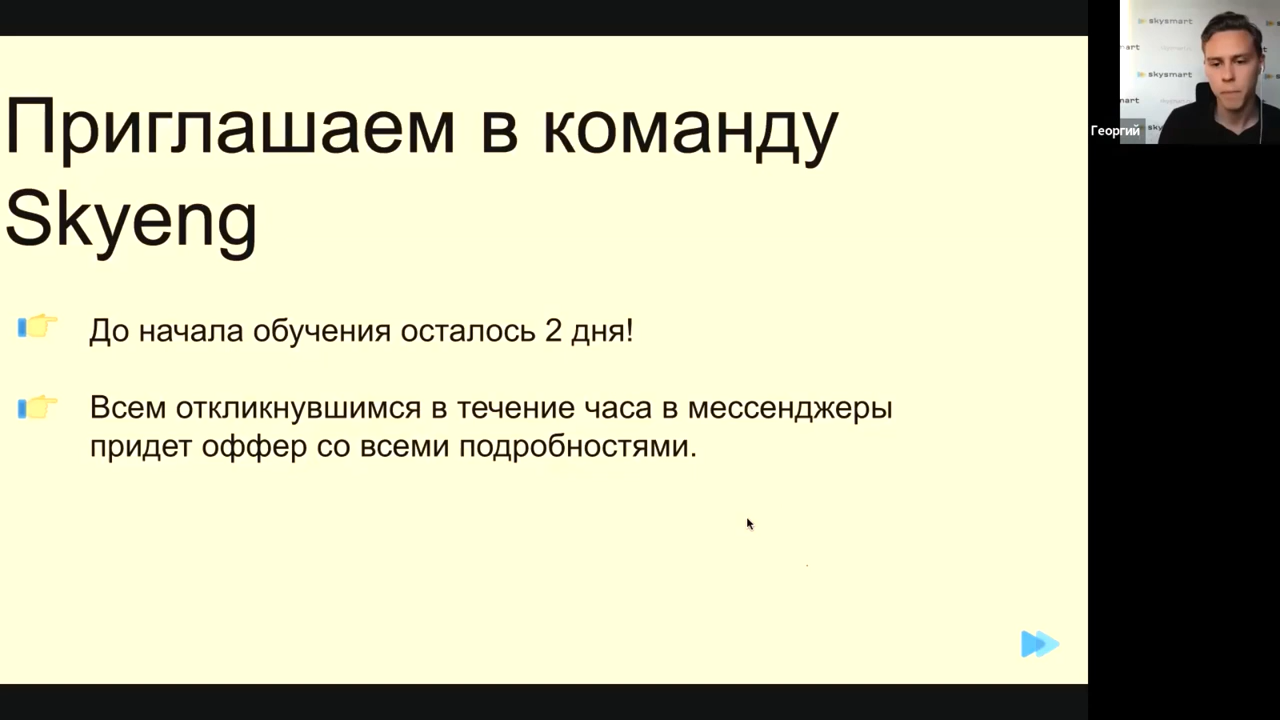 Приглашаем в команду
Skyeng
До начала обучения осталось 2 дня!
Всем откликнувшимся в течение часа в мессенджеры
придет оффер со всеми подробностями.
skysmart
skysmart
Георгий